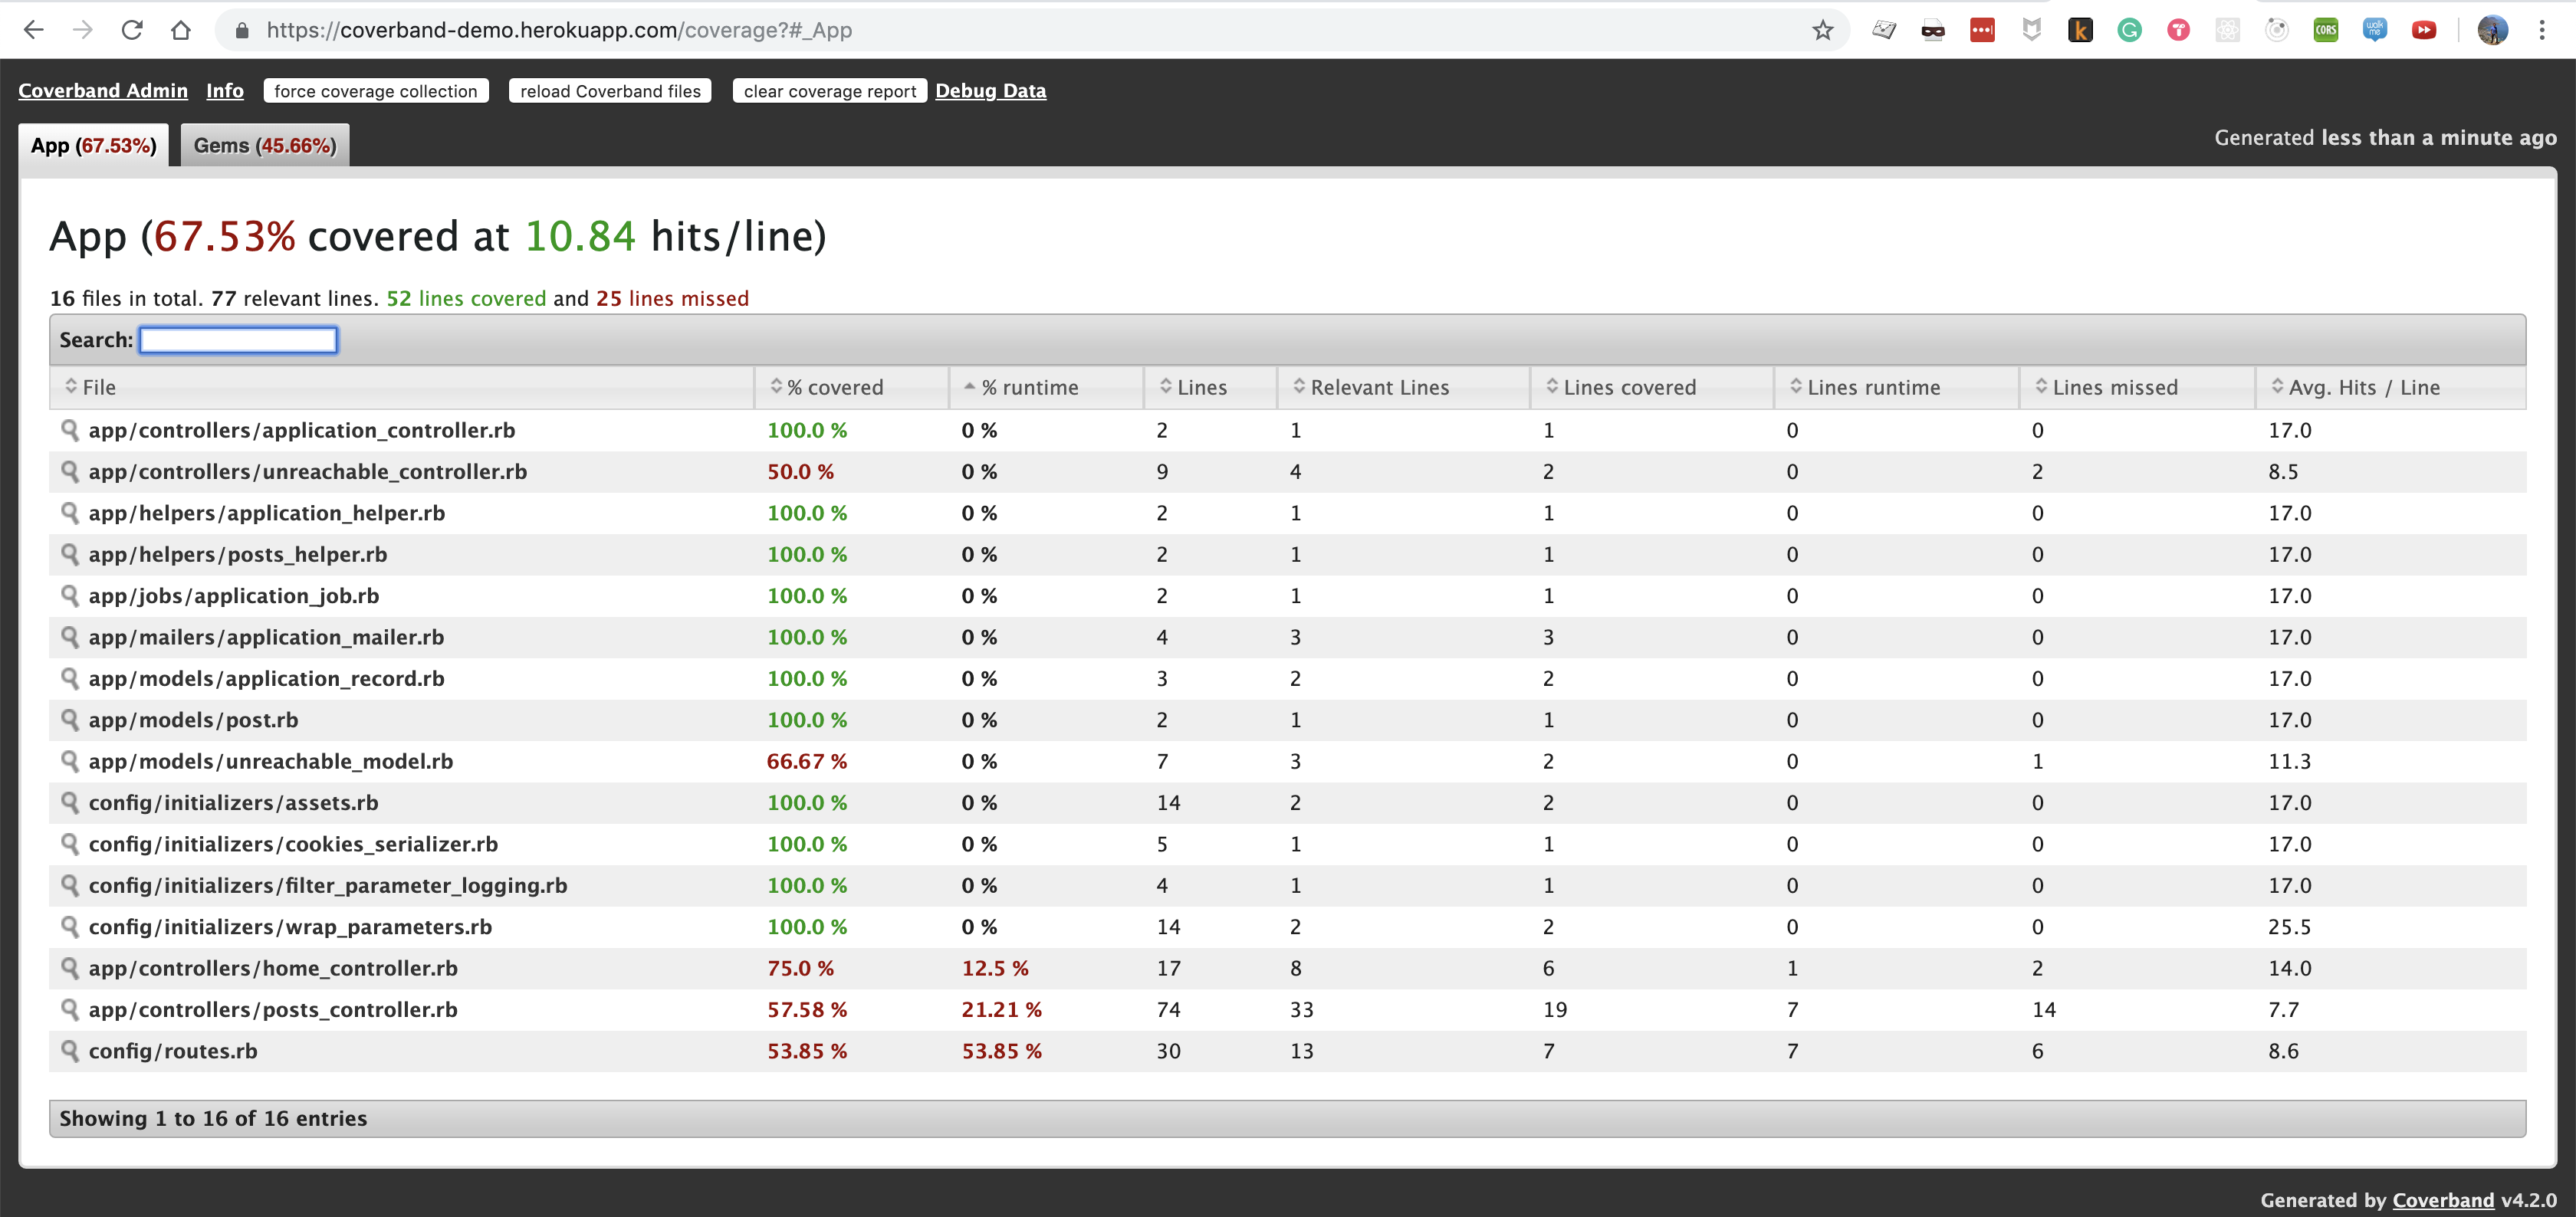 https://coverband-demo.herokuapp.com/coverage?#_App
Coverband Admin Info force coverage collection reload Coverband files clear coverage report Debug Data
App (67.53%) Gems (45.66%) Generated less than a minute ago
App (67.53% covered at 10.84 hits/line)
16 files in total. 77 relevant lines. 52 lines covered and 25 lines missed
Search:
File % covered % runtime Lines Relevant Lines Lines covered Lines runtime Lines missed Avg. Hits / Line
app/controllers/application_controller.rb 100.0 % 0 % 2 1 1 0 0 17.0
app/controllers/unreachable_controller.rb 50.0 % 0 % 9 4 2 0 2 8.5
app/helpers/application_helper.rb 100.0 % 0 % 2 1 1 0 0 17.0
app/helpers/posts_helper.rb 100.0 % 0 % 2 1 1 0 0 17.0
app/jobs/application_job.rb 100.0 % 0 % 2 1 1 0 0 17.0
app/mailers/application_mailer.rb 100.0 % 0 % 4 3 3 0 0 17.0
app/models/application_record.rb 100.0 % 0 % 3 2 2 0 0 17.0
app/models/post.rb 100.0 % 0 % 2 1 1 0 0 17.0
app/models/unreachable_model.rb 66.67 % 0 % 7 3 2 0 1 11.3
config/initializers/assets.rb 100.0 % 0 % 14 2 2 0 0 17.0
config/initializers/cookies_serializer.rb 100.0 % 0 % 5 1 1 0 0 17.0
config/initializers/filter_parameter_logging.rb 100.0 % 0 % 4 1 1 0 0 17.0
config/initializers/wrap_parameters.rb 100.0 % 0 % 14 2 2 0 0 25.5
app/controllers/home_controller.rb 75.0 % 12.5 % 17 8 6 1 2 14.0
app/controllers/posts_controller.rb 57.58 % 21.21 % 74 33 19 7 14 7.7
config/routes.rb 53.85 % 53.85 % 30 13 7 7 6 8.6
Showing 1 to 16 of 16 entries
Generated by Coverband v4.2.0